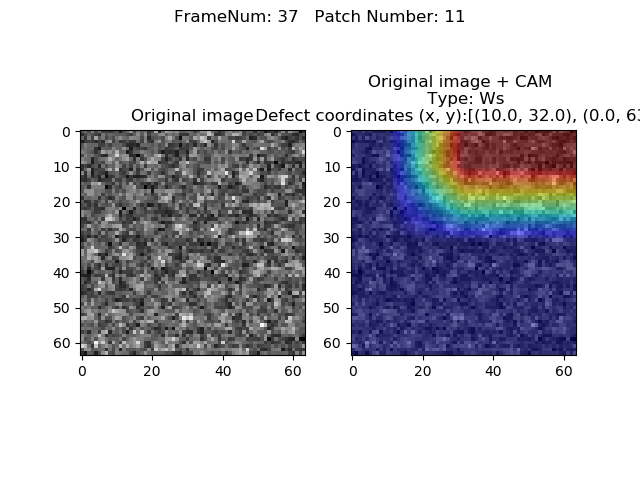 FrameNum: 37   Patch Number: 11
Original image + CAM
Type: Ws
Original image
Defect coordinates (x, y):[(10.0, 32.0), (0.0, 63
0
10
20
30
40
50
60
0 20 40 60
0
10
20
30
40
50
60
0 20 40 60